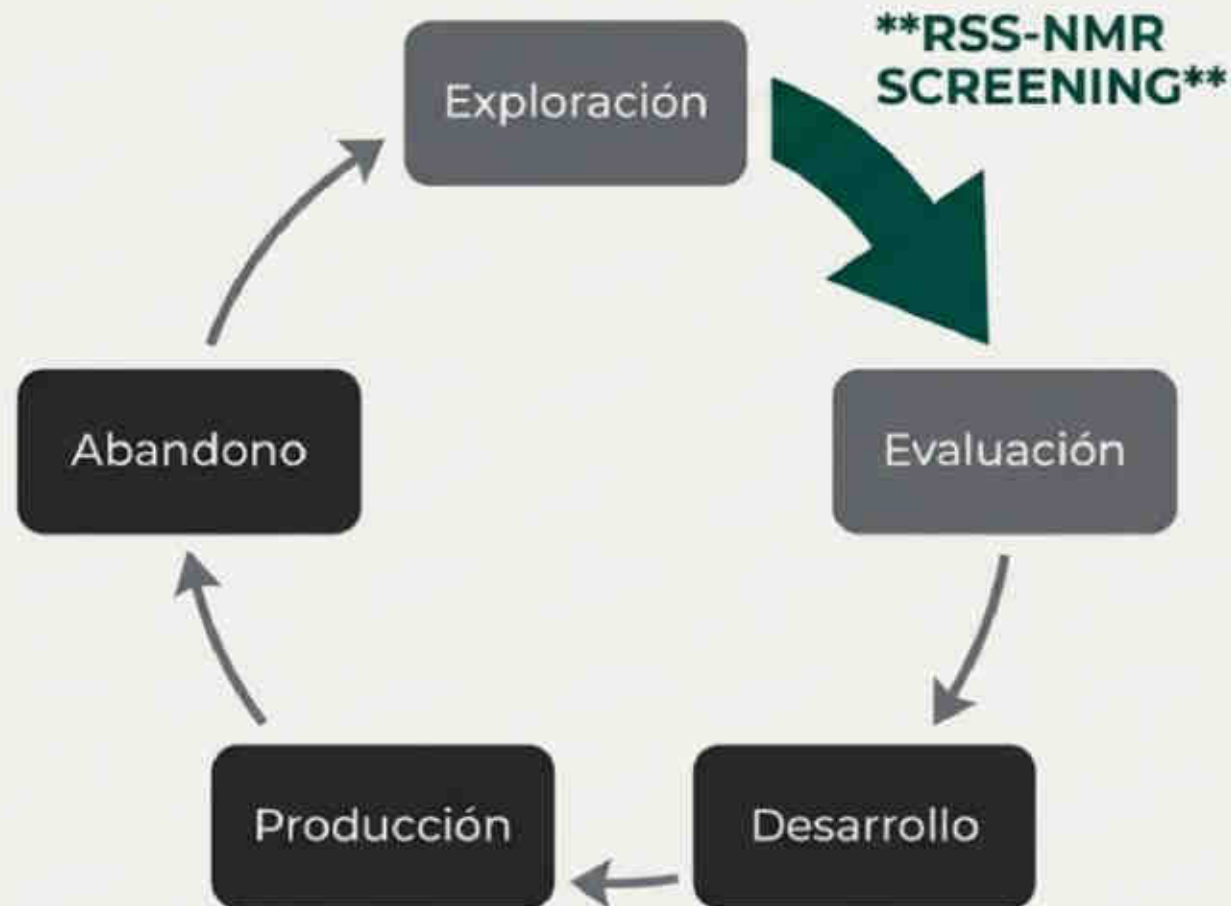 **RSS-NMR
SCREENING**
Exploración
Abandono
Evaluación
Producción
Desarrollo